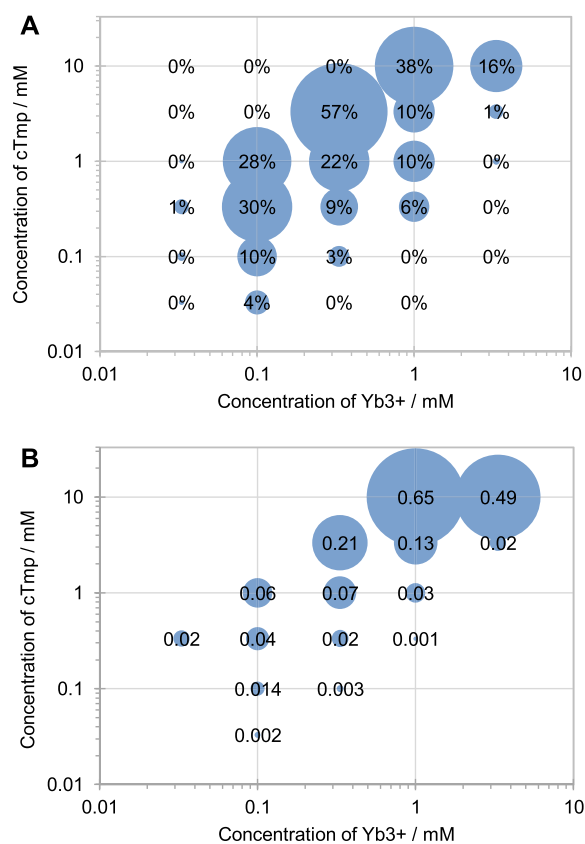 A
Concentration of cTmp / mM
10
1
0.1
0.01
0% 0% 0% 38% 16%
0% 0% 57% 10% 1%
0% 28% 22% 10% 0%
1% 30% 9% 6% 0%
0% 10% 3% 0% 0%
0% 4% 0% 0%
0.01 0.1 1 10
Concentration of Yb3+ / mM
B
Concentration of cTmp / mM
10
1
0.1
0.01
0.65 0.49
0.21 0.13 0.02
0.06 0.07 0.03
0.02 0.04 0.02 0.001
0.014 0.003
0.002
0.01 0.1 1 10
Concentration of Yb3+ / mM